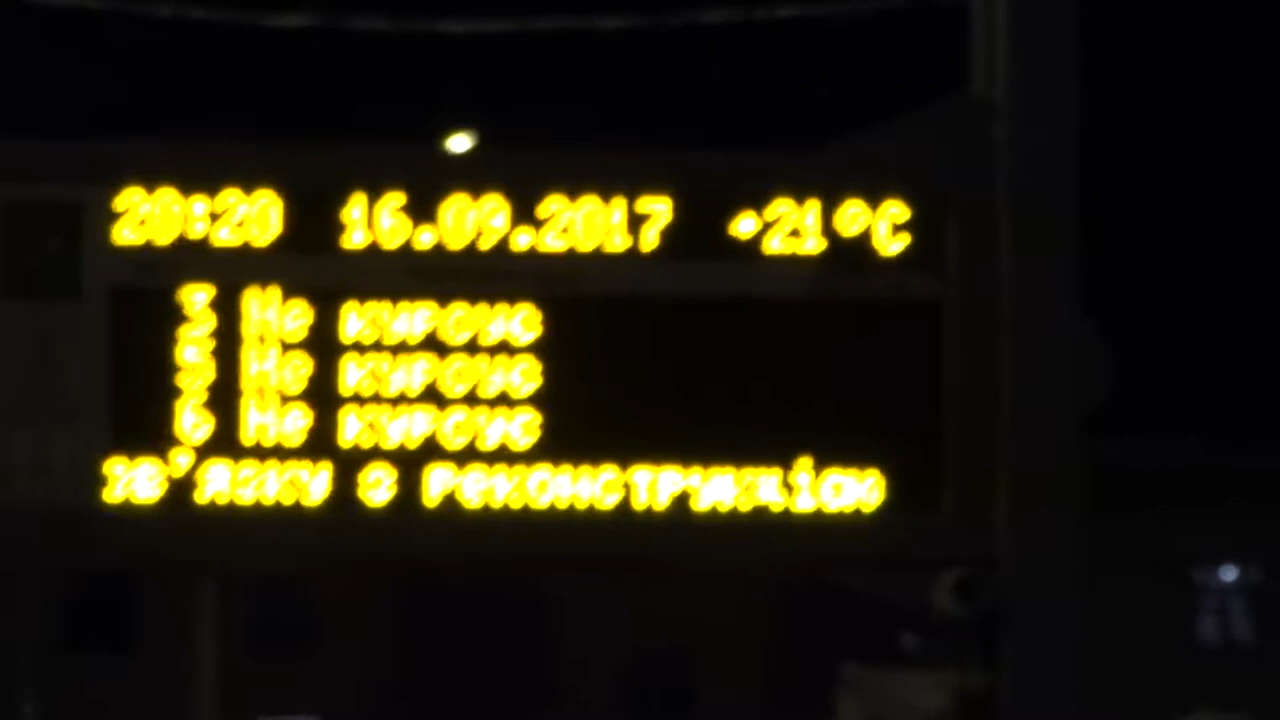 20:20 16.09.2017 +21°C
3 Не курсує
5 Не курсує
6 Не курсує
зв'язку з реконструкцією